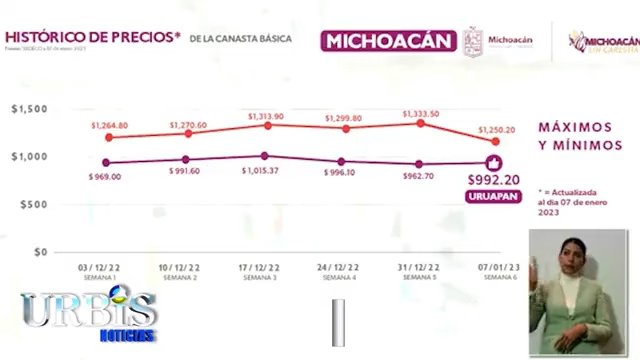 HISTÓRICO DE PRECIOS* DE LA CANASTA BÁSICA
MICHOACÁN
Michoacán
MICHOACÁN
SIN CARESTÍA
$1,500
$1,000
$500
$0
$1,264.80
$1,270.60
$1,313.90
$1,299.80
$1,333.50
$1,250.20
$969.00
$991.60
$1,015.37
$996.10
$962.70
$992.20
URUAPAN
03/12/22
SEMANA 1
10/12/22
SEMANA 2
17/12/22
SEMANA 3
24/12/22
SEMANA 4
31/12/22
SEMANA 5
07/01/23
SEMANA 6
MÁXIMOS
Y MÍNIMOS
* = Actualizada
al día 07 de enero
2023
URBIS
NOTICIAS